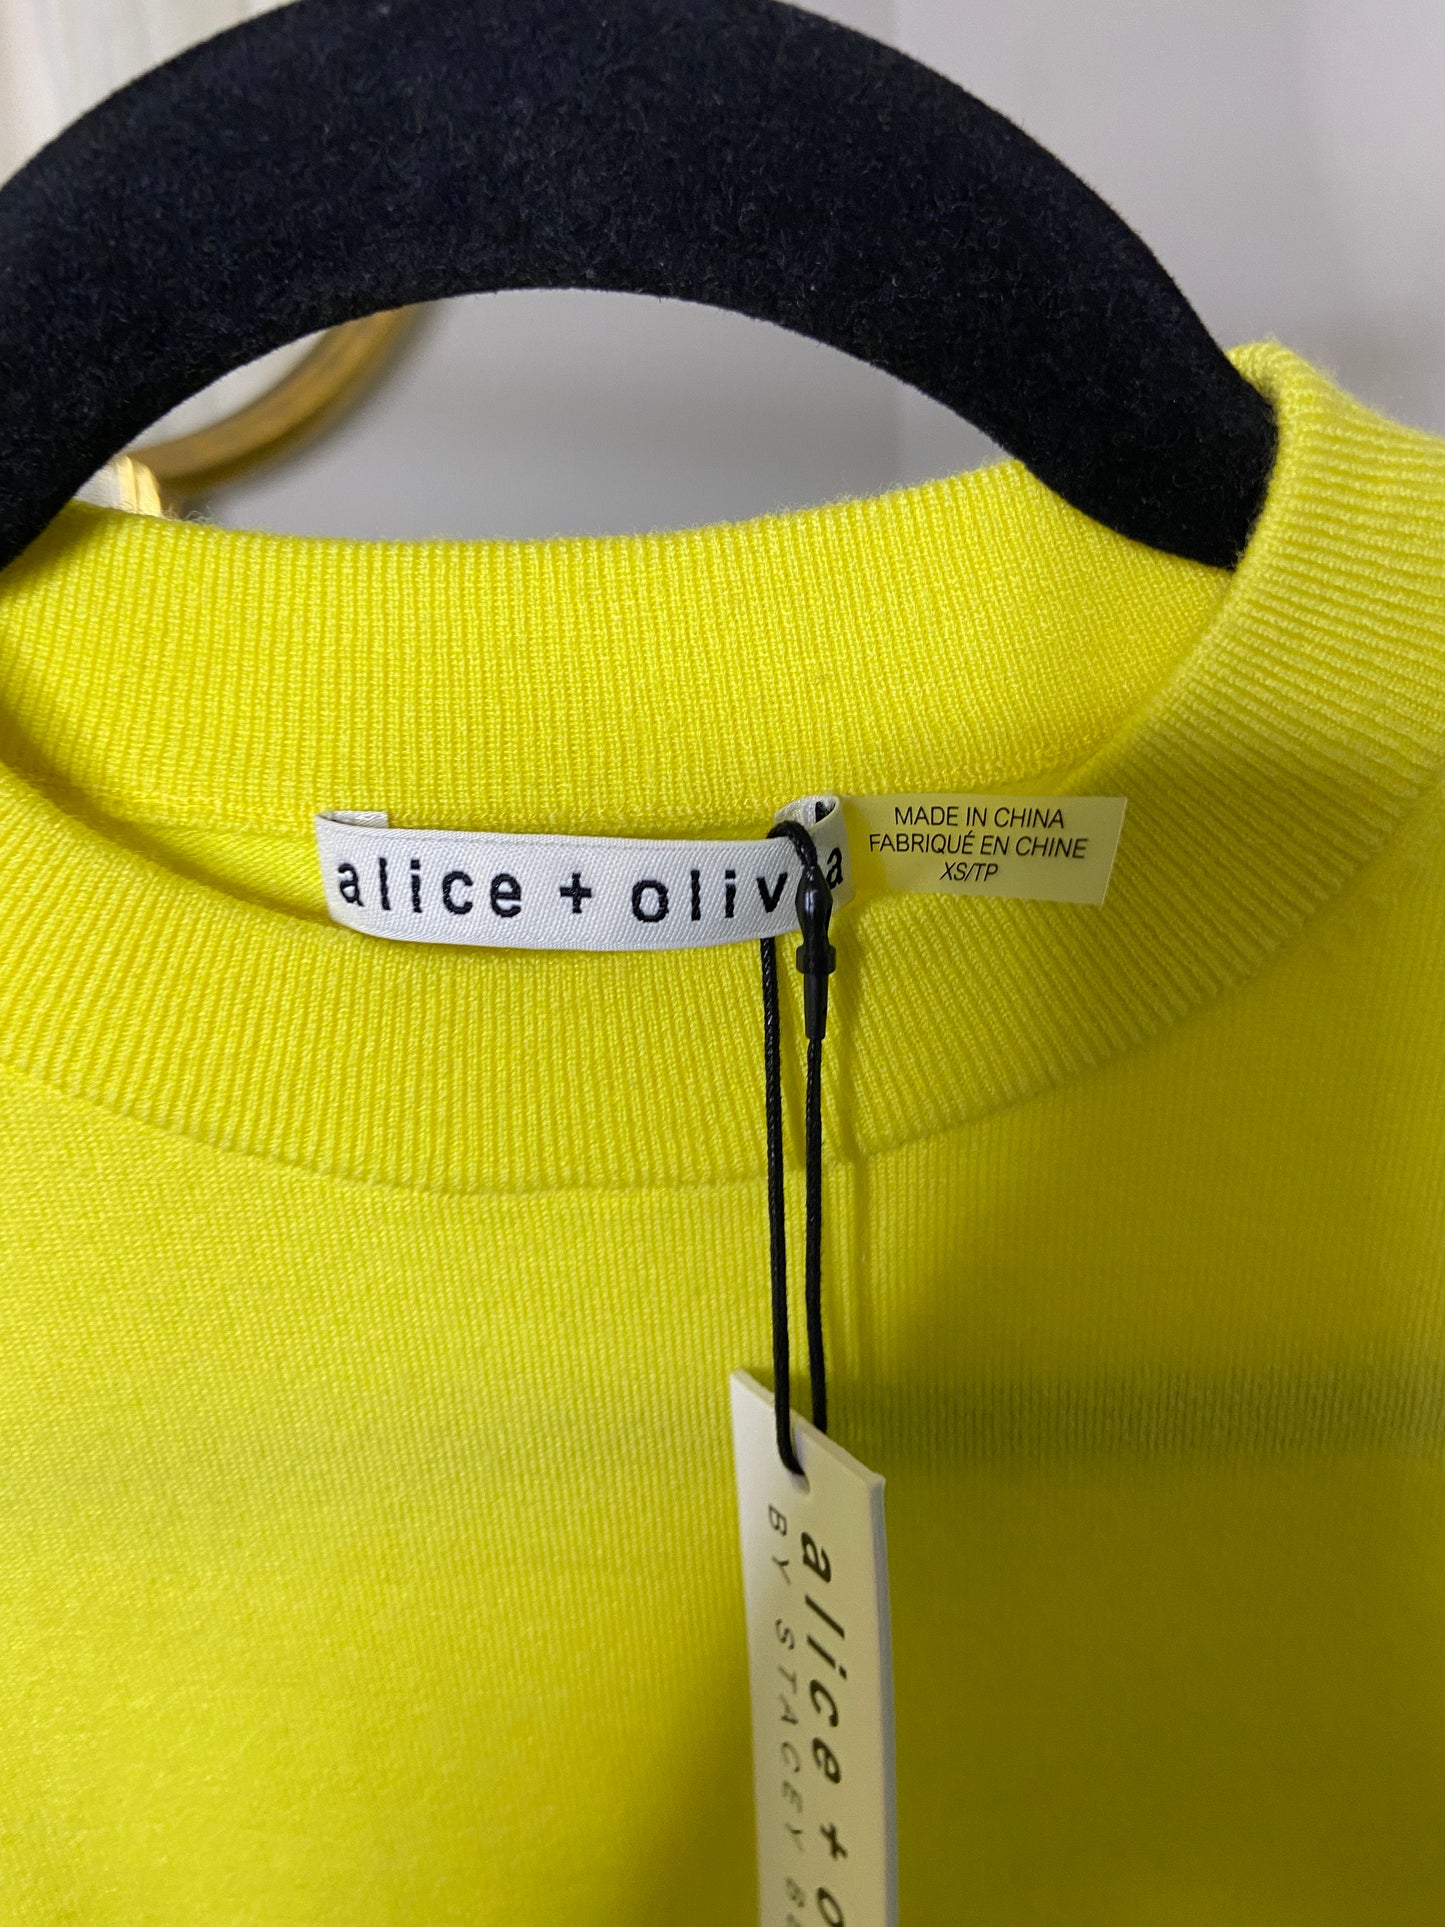 alice + olivia
MADE IN CHINA
FABRIQUÉ EN CHINE
XS/TP
alice + o
BY STACEY B